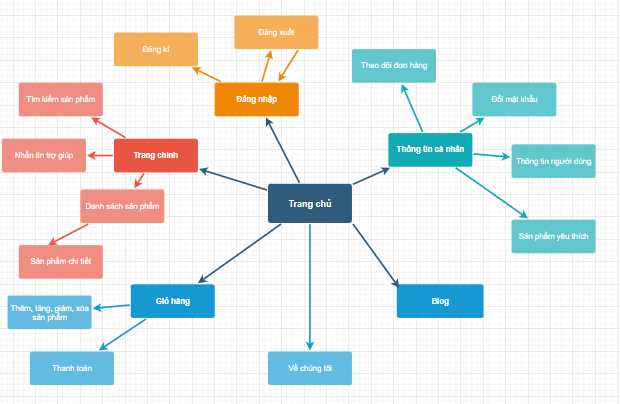 Đăng xuất
Đăng kí
Theo dõi đơn hàng
Tìm kiếm sản phẩm
Đăng nhập
Đổi mật khẩu
Nhắn tin trợ giúp
Trang chính
Thông tin cá nhân
Thông tin người dùng
Danh sách sản phẩm
Trang chủ
Sản phẩm yêu thích
Sản phẩm chi tiết
Thêm, tăng, giảm, xóa
sản phẩm
Giỏ hàng
Blog
Thanh toán
Về chúng tôi